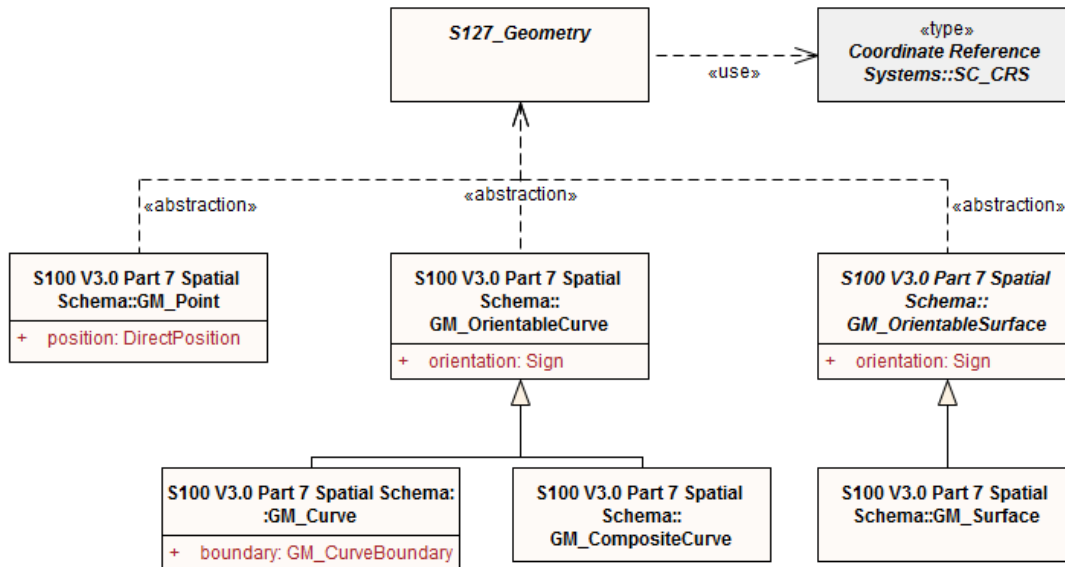 S127_Geometry
«type»
Coordinate Reference
Systems::SC_CRS
«use»
«abstraction»
«abstraction»
«abstraction»
S100 V3.0 Part 7 Spatial
Schema::GM_Point
+ position: DirectPosition
S100 V3.0 Part 7 Spatial
Schema::
GM_OrientableCurve
+ orientation: Sign
S100 V3.0 Part 7 Spatial
Schema::
GM_OrientableSurface
+ orientation: Sign
S100 V3.0 Part 7 Spatial Schema:
:GM_Curve
+ boundary: GM_CurveBoundary
S100 V3.0 Part 7 Spatial
Schema::
GM_CompositeCurve
S100 V3.0 Part 7 Spatial
Schema::GM_Surface